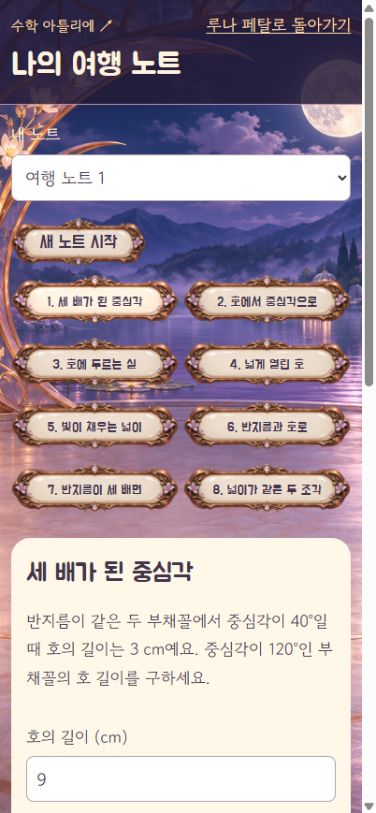 수학 아틀리에 ↗
루나 페탈로 돌아가기
나의 여행 노트
내 노트
여행 노트 1
새 노트 시작
1. 세 배가 된 중심각
2. 호에서 중심각으로
3. 호에 두르는 실
4. 넓게 열린 호
5. 빛이 채우는 넓이
6. 반지름과 호로
7. 반지름이 세 배면
8. 넓이가 같은 두 조각
세 배가 된 중심각
반지름이 같은 두 부채꼴에서 중심각이 40°일
때 호의 길이는 3 cm예요. 중심각이 120°인 부
채꼴의 호 길이를 구하세요.
호의 길이 (cm)
9